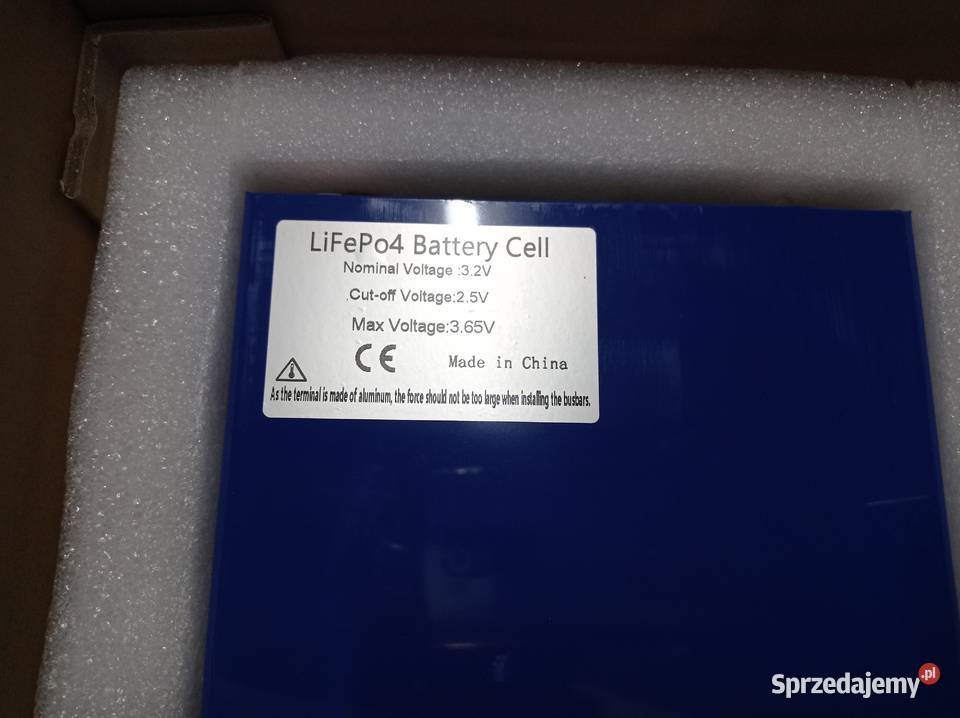 LiFePo4 Battery Cell
Nominal Voltage :3.2V
Cut-off Voltage:2.5V
Max Voltage:3.65V
CE Made in China
As the terminal is made of aluminum, the force should not be too large when installing the busbars.
Sprzedajemy.pl